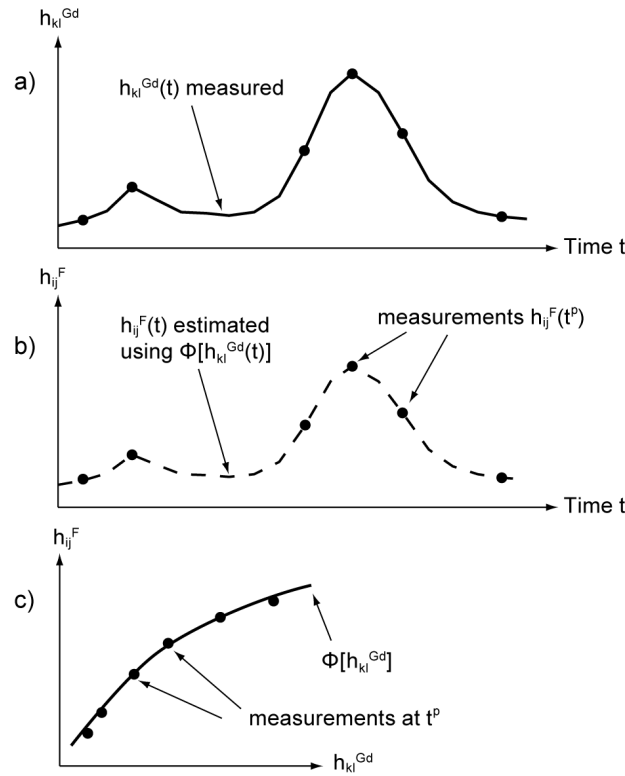 h_kl^Gd
a)
h_kl^Gd(t) measured
Time t
h_ij^F
b)
h_ij^F(t) estimated
using Φ[h_kl^Gd(t)]
measurements h_ij^F(t^p)
Time t
h_ij^F
c)
Φ[h_kl^Gd]
measurements at t^p
h_kl^Gd